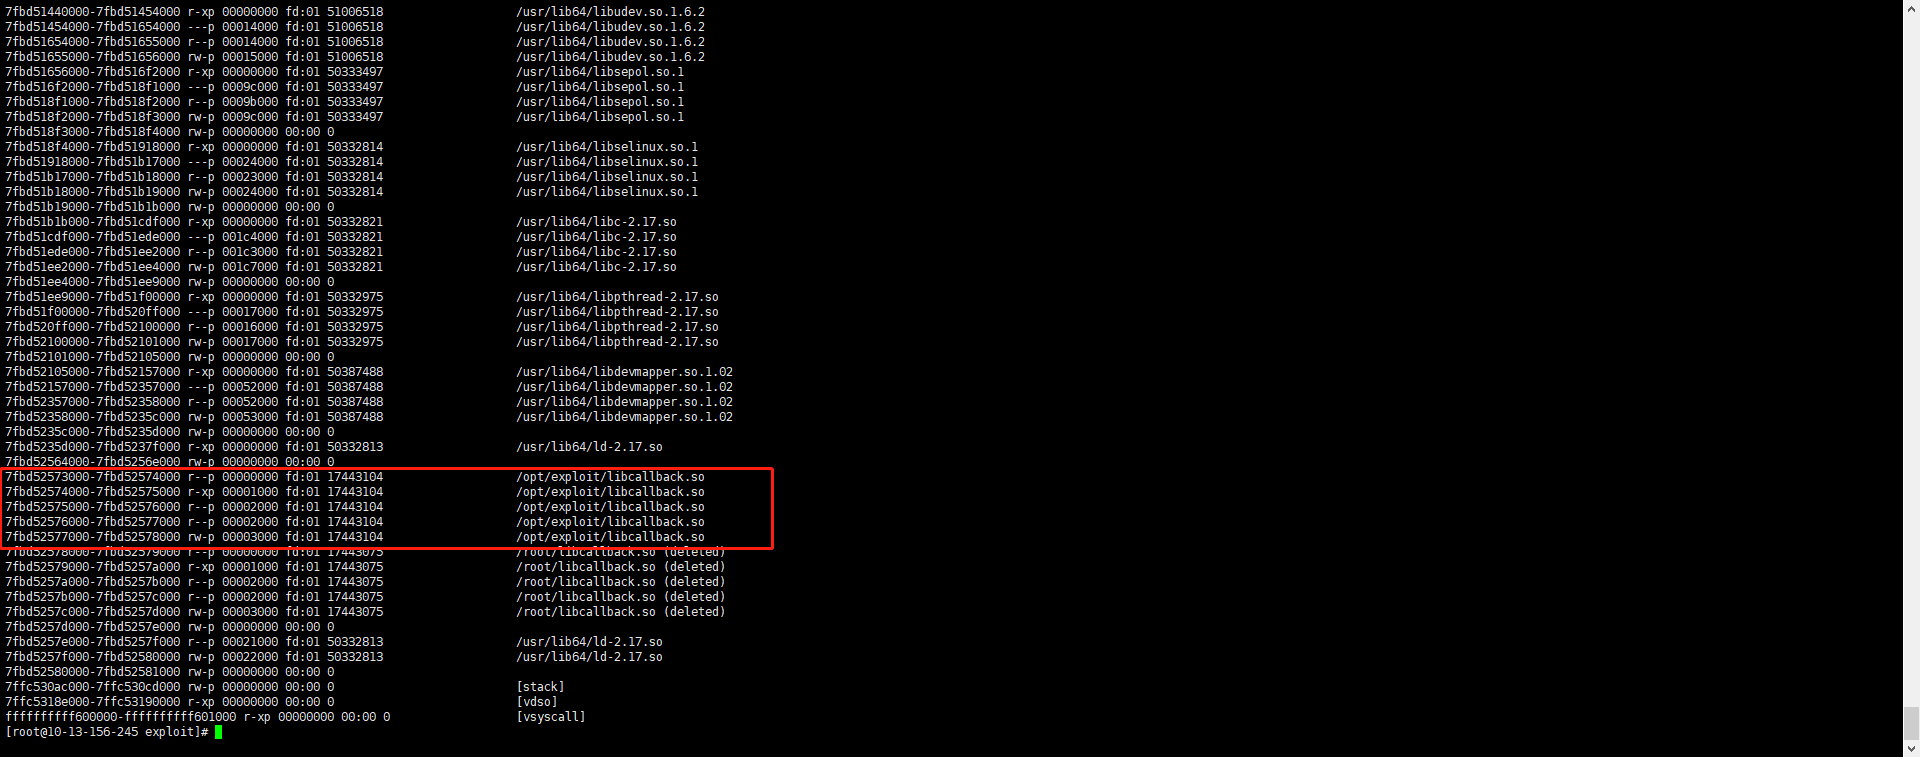 7fbd51440000-7fbd51454000 r-xp 00000000 fd:01 51006518 /usr/lib64/libudev.so.1.6.2
7fbd51454000-7fbd51654000 ---p 00014000 fd:01 51006518 /usr/lib64/libudev.so.1.6.2
7fbd51654000-7fbd51655000 r--p 00014000 fd:01 51006518 /usr/lib64/libudev.so.1.6.2
7fbd51655000-7fbd51656000 rw-p 00015000 fd:01 51006518 /usr/lib64/libudev.so.1.6.2
7fbd51656000-7fbd516f2000 r-xp 00000000 fd:01 50333497 /usr/lib64/libsepol.so.1
7fbd516f2000-7fbd518f1000 ---p 0009c000 fd:01 50333497 /usr/lib64/libsepol.so.1
7fbd518f1000-7fbd518f2000 r--p 0009b000 fd:01 50333497 /usr/lib64/libsepol.so.1
7fbd518f2000-7fbd518f3000 rw-p 0009c000 fd:01 50333497 /usr/lib64/libsepol.so.1
7fbd518f3000-7fbd518f4000 rw-p 00000000 00:00 0
7fbd518f4000-7fbd51918000 r-xp 00000000 fd:01 50332814 /usr/lib64/libselinux.so.1
7fbd51918000-7fbd51b17000 ---p 00024000 fd:01 50332814 /usr/lib64/libselinux.so.1
7fbd51b17000-7fbd51b18000 r--p 00023000 fd:01 50332814 /usr/lib64/libselinux.so.1
7fbd51b18000-7fbd51b19000 rw-p 00024000 fd:01 50332814 /usr/lib64/libselinux.so.1
7fbd51b19000-7fbd51b1b000 rw-p 00000000 00:00 0
7fbd51b1b000-7fbd51cdf000 r-xp 00000000 fd:01 50332821 /usr/lib64/libc-2.17.so
7fbd51cdf000-7fbd51ede000 ---p 001c4000 fd:01 50332821 /usr/lib64/libc-2.17.so
7fbd51ede000-7fbd51ee2000 r--p 001c3000 fd:01 50332821 /usr/lib64/libc-2.17.so
7fbd51ee2000-7fbd51ee4000 rw-p 001c7000 fd:01 50332821 /usr/lib64/libc-2.17.so
7fbd51ee4000-7fbd51ee9000 rw-p 00000000 00:00 0
7fbd51ee9000-7fbd51f00000 r-xp 00000000 fd:01 50332975 /usr/lib64/libpthread-2.17.so
7fbd51f00000-7fbd520ff000 ---p 00017000 fd:01 50332975 /usr/lib64/libpthread-2.17.so
7fbd520ff000-7fbd52100000 r--p 00016000 fd:01 50332975 /usr/lib64/libpthread-2.17.so
7fbd52100000-7fbd52101000 rw-p 00017000 fd:01 50332975 /usr/lib64/libpthread-2.17.so
7fbd52101000-7fbd52105000 rw-p 00000000 00:00 0
7fbd52105000-7fbd52157000 r-xp 00000000 fd:01 50387488 /usr/lib64/libdevmapper.so.1.02
7fbd52157000-7fbd52357000 ---p 00052000 fd:01 50387488 /usr/lib64/libdevmapper.so.1.02
7fbd52357000-7fbd52358000 r--p 00052000 fd:01 50387488 /usr/lib64/libdevmapper.so.1.02
7fbd52358000-7fbd5235c000 rw-p 00053000 fd:01 50387488 /usr/lib64/libdevmapper.so.1.02
7fbd5235c000-7fbd5235d000 rw-p 00000000 00:00 0
7fbd5235d000-7fbd5237f000 r-xp 00000000 fd:01 50332813 /usr/lib64/ld-2.17.so
7fbd52564000-7fbd5256e000 rw-p 00000000 00:00 0
7fbd52573000-7fbd52574000 r--p 00000000 fd:01 17443104 /opt/exploit/libcallback.so
7fbd52574000-7fbd52575000 r-xp 00001000 fd:01 17443104 /opt/exploit/libcallback.so
7fbd52575000-7fbd52576000 r--p 00002000 fd:01 17443104 /opt/exploit/libcallback.so
7fbd52576000-7fbd52577000 r--p 00002000 fd:01 17443104 /opt/exploit/libcallback.so
7fbd52577000-7fbd52578000 rw-p 00003000 fd:01 17443104 /opt/exploit/libcallback.so
7fbd52578000-7fbd52579000 r--p 00000000 fd:01 17443075 /root/libcallback.so (deleted)
7fbd52579000-7fbd5257a000 r-xp 00001000 fd:01 17443075 /root/libcallback.so (deleted)
7fbd5257a000-7fbd5257b000 r--p 00002000 fd:01 17443075 /root/libcallback.so (deleted)
7fbd5257b000-7fbd5257c000 r--p 00002000 fd:01 17443075 /root/libcallback.so (deleted)
7fbd5257c000-7fbd5257d000 rw-p 00003000 fd:01 17443075 /root/libcallback.so (deleted)
7fbd5257d000-7fbd5257e000 rw-p 00000000 00:00 0
7fbd5257e000-7fbd5257f000 r--p 00021000 fd:01 50332813 /usr/lib64/ld-2.17.so
7fbd5257f000-7fbd52580000 rw-p 00022000 fd:01 50332813 /usr/lib64/ld-2.17.so
7fbd52580000-7fbd52581000 rw-p 00000000 00:00 0
7ffc530ac000-7ffc530cd000 rw-p 00000000 00:00 0 [stack]
7ffc5318e000-7ffc53190000 r-xp 00000000 00:00 0 [vdso]
ffffffffff600000-ffffffffff601000 r-xp 00000000 00:00 0 [vsyscall]
[root@10-13-156-245 exploit]#